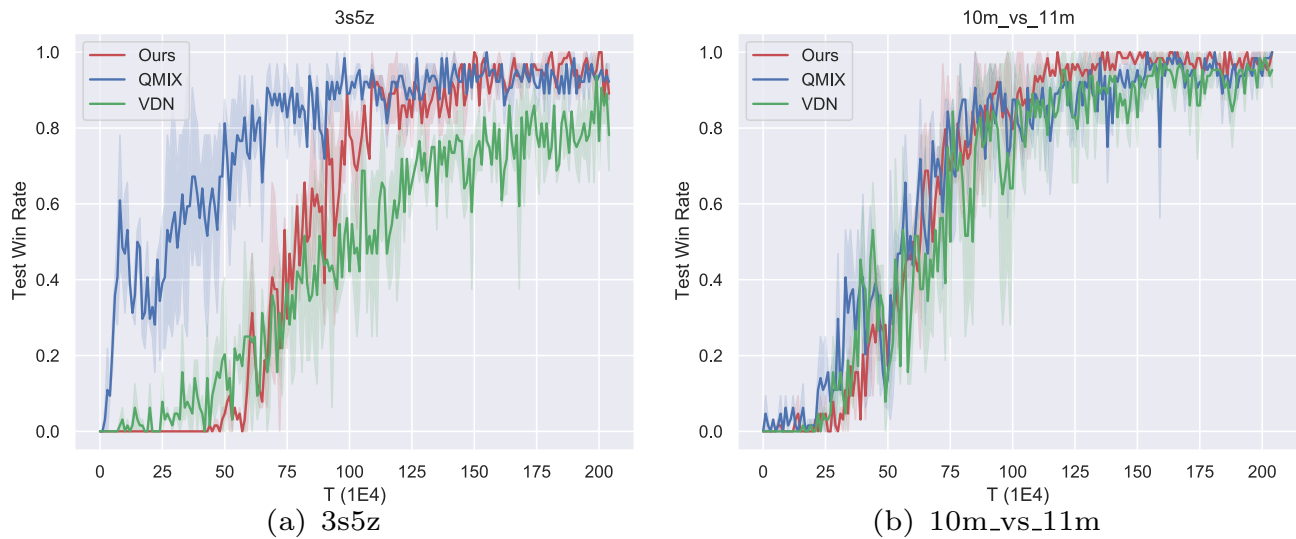 3s5z
1.0
0.8
0.6
0.4
0.2
0.0
Test Win Rate
Ours
QMIX
VDN
0 25 50 75 100 125 150 175 200
T (1E4)
(a) 3s5z
10m_vs_11m
1.0
0.8
0.6
0.4
0.2
0.0
Test Win Rate
Ours
QMIX
VDN
0 25 50 75 100 125 150 175 200
T (1E4)
(b) 10m_vs_11m